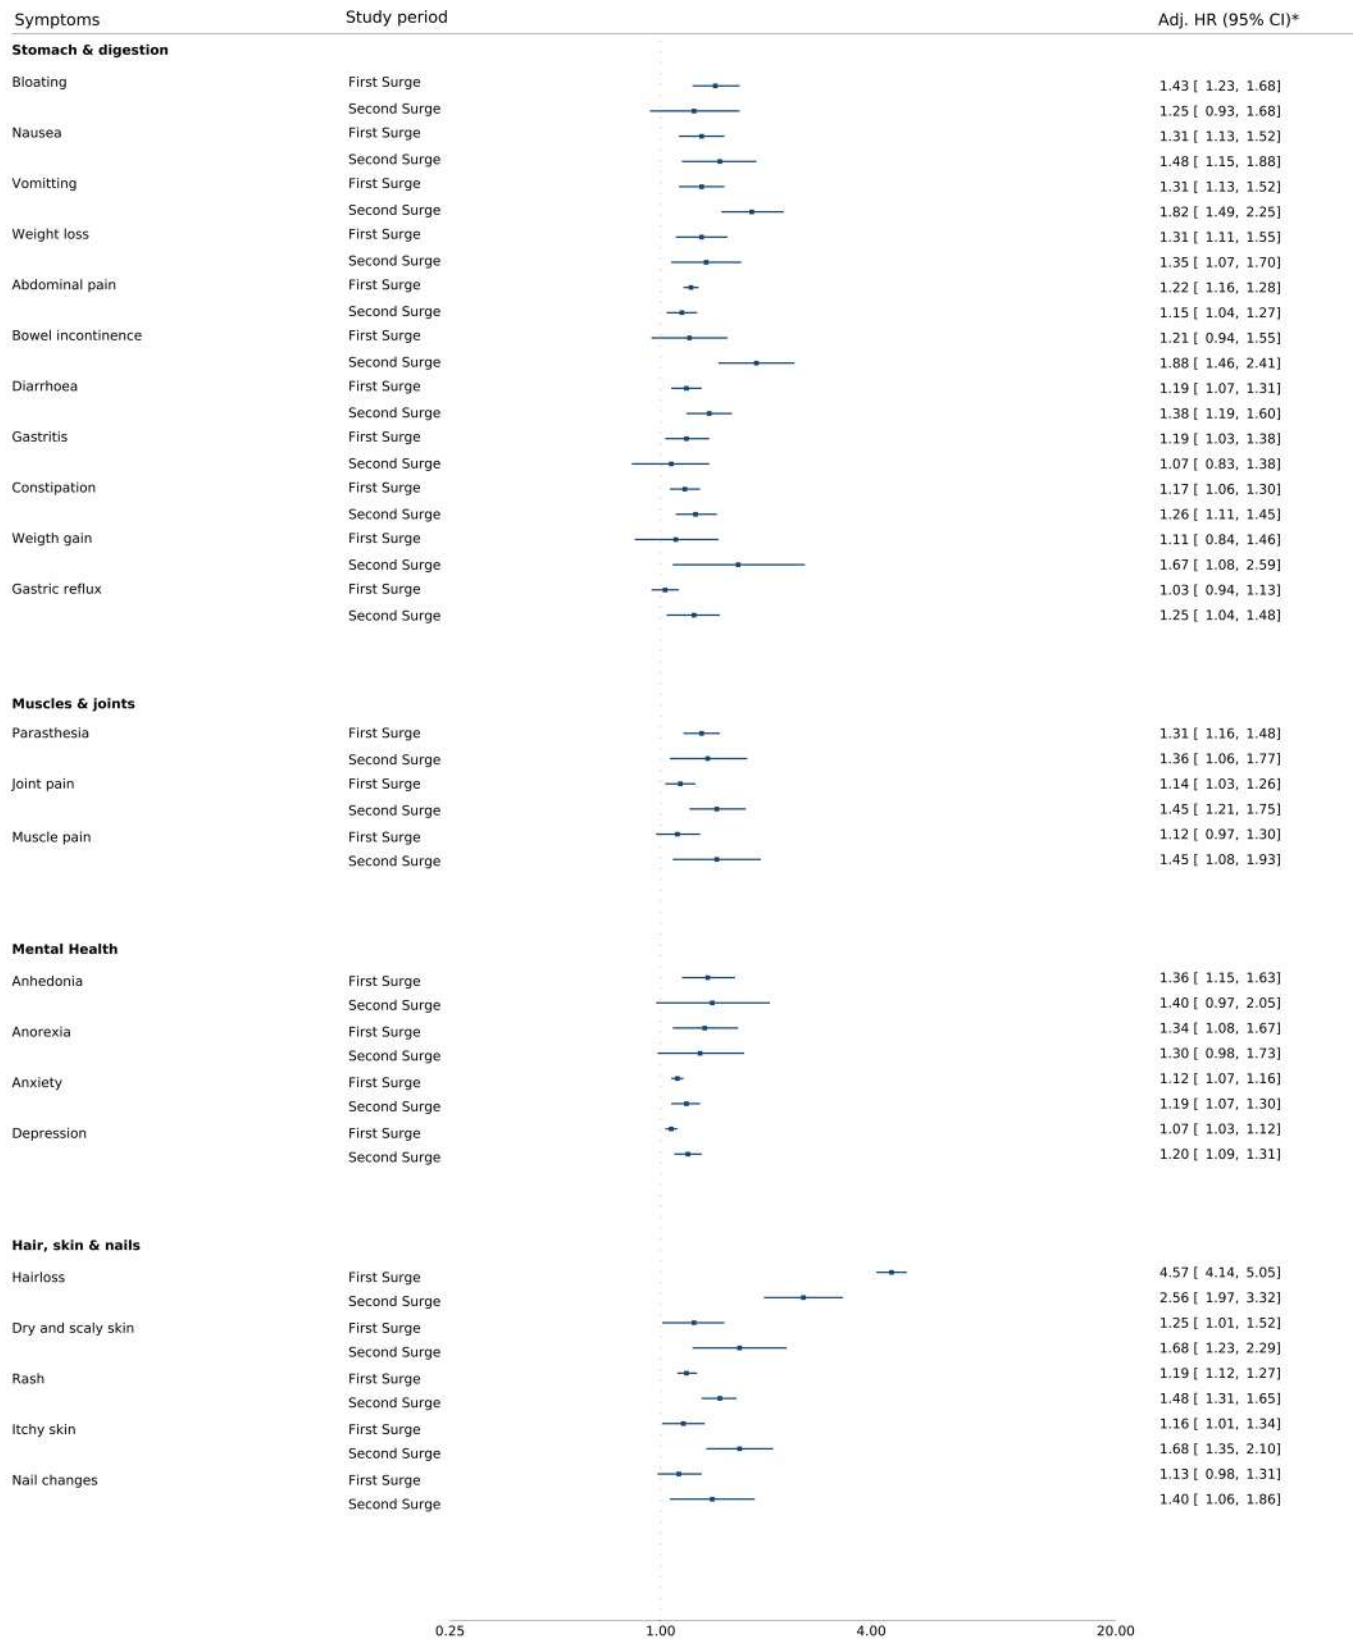 Symptoms Study period Adj. HR (95% CI)*
Stomach & digestion
Bloating First Surge 1.43 [ 1.23, 1.68]
Second Surge 1.25 [ 0.93, 1.68]
Nausea First Surge 1.31 [ 1.13, 1.52]
Second Surge 1.48 [ 1.15, 1.88]
Vomitting First Surge 1.31 [ 1.13, 1.52]
Second Surge 1.82 [ 1.49, 2.25]
Weight loss First Surge 1.31 [ 1.11, 1.55]
Second Surge 1.35 [ 1.07, 1.70]
Abdominal pain First Surge 1.22 [ 1.16, 1.28]
Second Surge 1.15 [ 1.04, 1.27]
Bowel incontinence First Surge 1.21 [ 0.94, 1.55]
Second Surge 1.88 [ 1.46, 2.41]
Diarrhoea First Surge 1.19 [ 1.07, 1.31]
Second Surge 1.38 [ 1.19, 1.60]
Gastritis First Surge 1.19 [ 1.03, 1.38]
Second Surge 1.07 [ 0.83, 1.38]
Constipation First Surge 1.17 [ 1.06, 1.30]
Second Surge 1.26 [ 1.11, 1.45]
Weigth gain First Surge 1.11 [ 0.84, 1.46]
Second Surge 1.67 [ 1.08, 2.59]
Gastric reflux First Surge 1.03 [ 0.94, 1.13]
Second Surge 1.25 [ 1.04, 1.48]
Muscles & joints
Parasthesia First Surge 1.31 [ 1.16, 1.48]
Second Surge 1.36 [ 1.06, 1.77]
Joint pain First Surge 1.14 [ 1.03, 1.26]
Second Surge 1.45 [ 1.21, 1.75]
Muscle pain First Surge 1.12 [ 0.97, 1.30]
Second Surge 1.45 [ 1.08, 1.93]
Mental Health
Anhedonia First Surge 1.36 [ 1.15, 1.63]
Second Surge 1.40 [ 0.97, 2.05]
Anorexia First Surge 1.34 [ 1.08, 1.67]
Second Surge 1.30 [ 0.98, 1.73]
Anxiety First Surge 1.12 [ 1.07, 1.16]
Second Surge 1.19 [ 1.07, 1.30]
Depression First Surge 1.07 [ 1.03, 1.12]
Second Surge 1.20 [ 1.09, 1.31]
Hair, skin & nails
Hairloss First Surge 4.57 [ 4.14, 5.05]
Second Surge 2.56 [ 1.97, 3.32]
Dry and scaly skin First Surge 1.25 [ 1.01, 1.52]
Second Surge 1.68 [ 1.23, 2.29]
Rash First Surge 1.19 [ 1.12, 1.27]
Second Surge 1.48 [ 1.31, 1.65]
Itchy skin First Surge 1.16 [ 1.01, 1.34]
Second Surge 1.68 [ 1.35, 2.10]
Nail changes First Surge 1.13 [ 0.98, 1.31]
Second Surge 1.40 [ 1.06, 1.86]
0.25 1.00 4.00 20.00